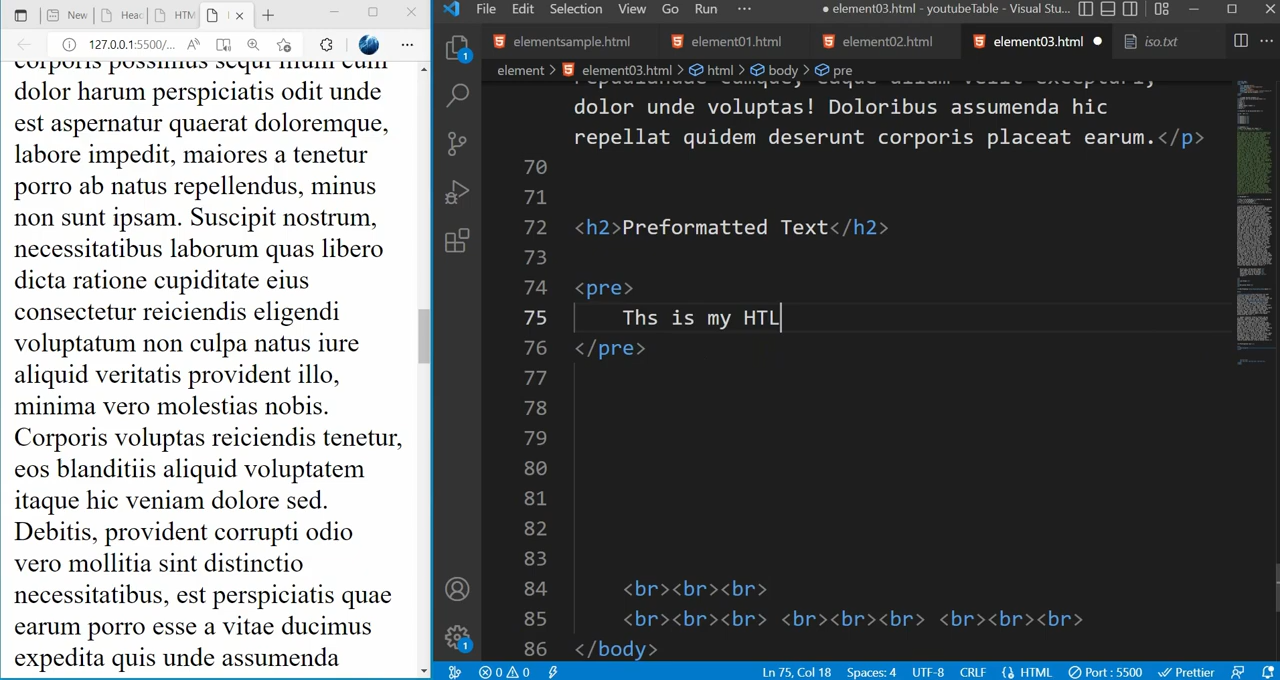 New
Head
HTM
127.0.0.1:5500/...
corporis possimus sequi illum cum
dolor harum perspiciatis odit unde
est aspernatur quaerat doloremque,
labore impedit, maiores a tenetur
porro ab natus repellendus, minus
non sunt ipsam. Suscipit nostrum,
necessitatibus laborum quas libero
dicta ratione cupiditate eius
consectetur reiciendis eligendi
voluptatum non culpa natus iure
aliquid veritatis provident illo,
minima vero molestias nobis.
Corporis voluptas reiciendis tenetur,
eos blanditiis aliquid voluptatem
itaque hic veniam dolore sed.
Debitis, provident corrupti odio
vero mollitia sint distinctio
necessitatibus, est perspiciatis quae
earum porro esse a vitae ducimus
expedita quis unde assumenda
File Edit Selection View Go Run ··· ● element03.html - youtubeTable - Visual Stu...
elementsample.html element01.html element02.html element03.html ● iso.txt
element > element03.html > html > body > pre
repudiandae cumque, eaque ullam velit excepturi,
dolor unde voluptas! Doloribus assumenda hic
repellat quidem deserunt corporis placeat earum.</p>
70
71
72 <h2>Preformatted Text</h2>
73
74 <pre>
75 Ths is my HTL
76 </pre>
77
78
79
80
81
82
83
84 <br><br><br>
85 <br><br><br> <br><br><br> <br><br><br>
86 </body>
1
1
0 0 Ln 75, Col 18 Spaces: 4 UTF-8 CRLF HTML Port : 5500 Prettier